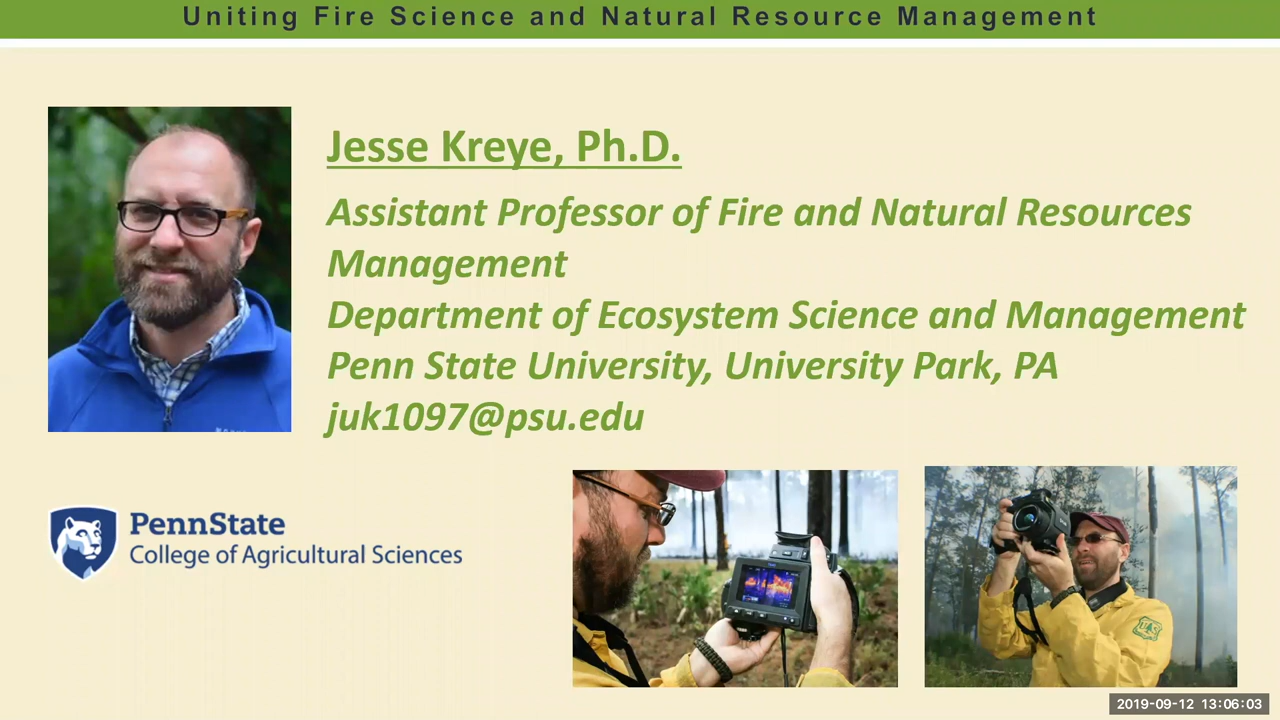 Uniting Fire Science and Natural Resource Management
Jesse Kreye, Ph.D.
Assistant Professor of Fire and Natural Resources
Management
Department of Ecosystem Science and Management
Penn State University, University Park, PA
juk1097@psu.edu
PennState
College of Agricultural Sciences
2019-09-12 13:06:03